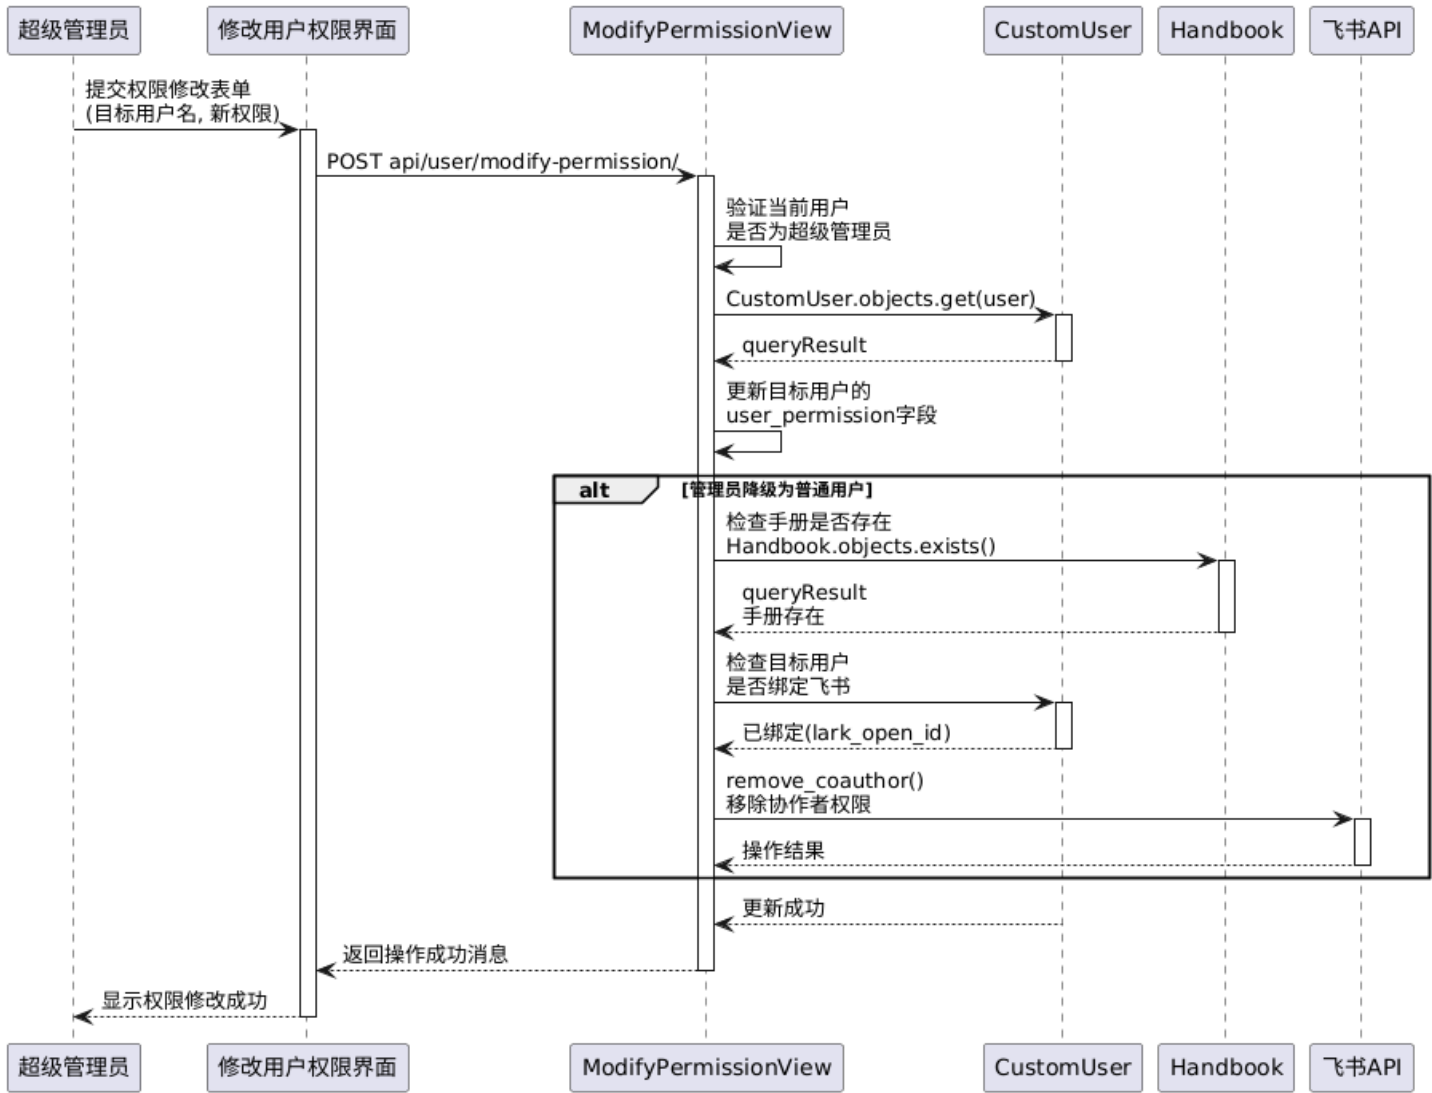 超级管理员
修改用户权限界面
ModifyPermissionView
CustomUser
Handbook
飞书API
提交权限修改表单
(目标用户名, 新权限)
POST api/user/modify-permission/
验证当前用户
是否为超级管理员
CustomUser.objects.get(user)
queryResult
更新目标用户的
user_permission字段
alt
[管理员降级为普通用户]
检查手册是否存在
Handbook.objects.exists()
queryResult
手册存在
检查目标用户
是否绑定飞书
已绑定(lark_open_id)
remove_coauthor()
移除协作者权限
操作结果
更新成功
返回操作成功消息
显示权限修改成功
超级管理员
修改用户权限界面
ModifyPermissionView
CustomUser
Handbook
飞书API